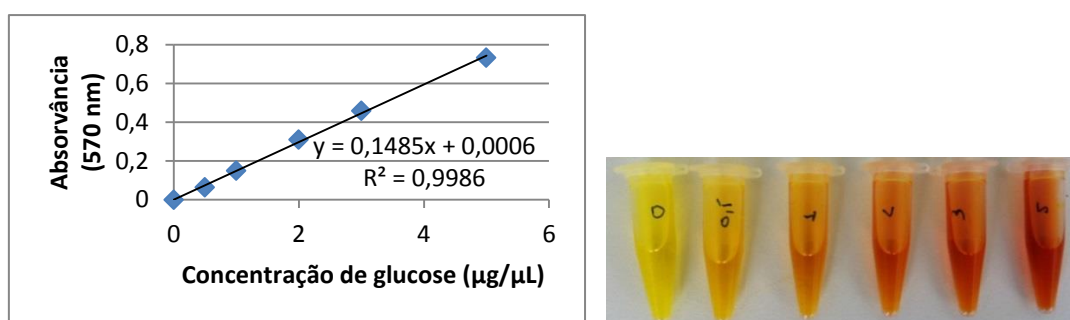 Absorvância
(570 nm)
0,8
0,6
0,4
0,2
0
y = 0,1485x + 0,0006
R² = 0,9986
0 2 4 6
Concentração de glucose (µg/µL)
0 0,5 1 2 3 5